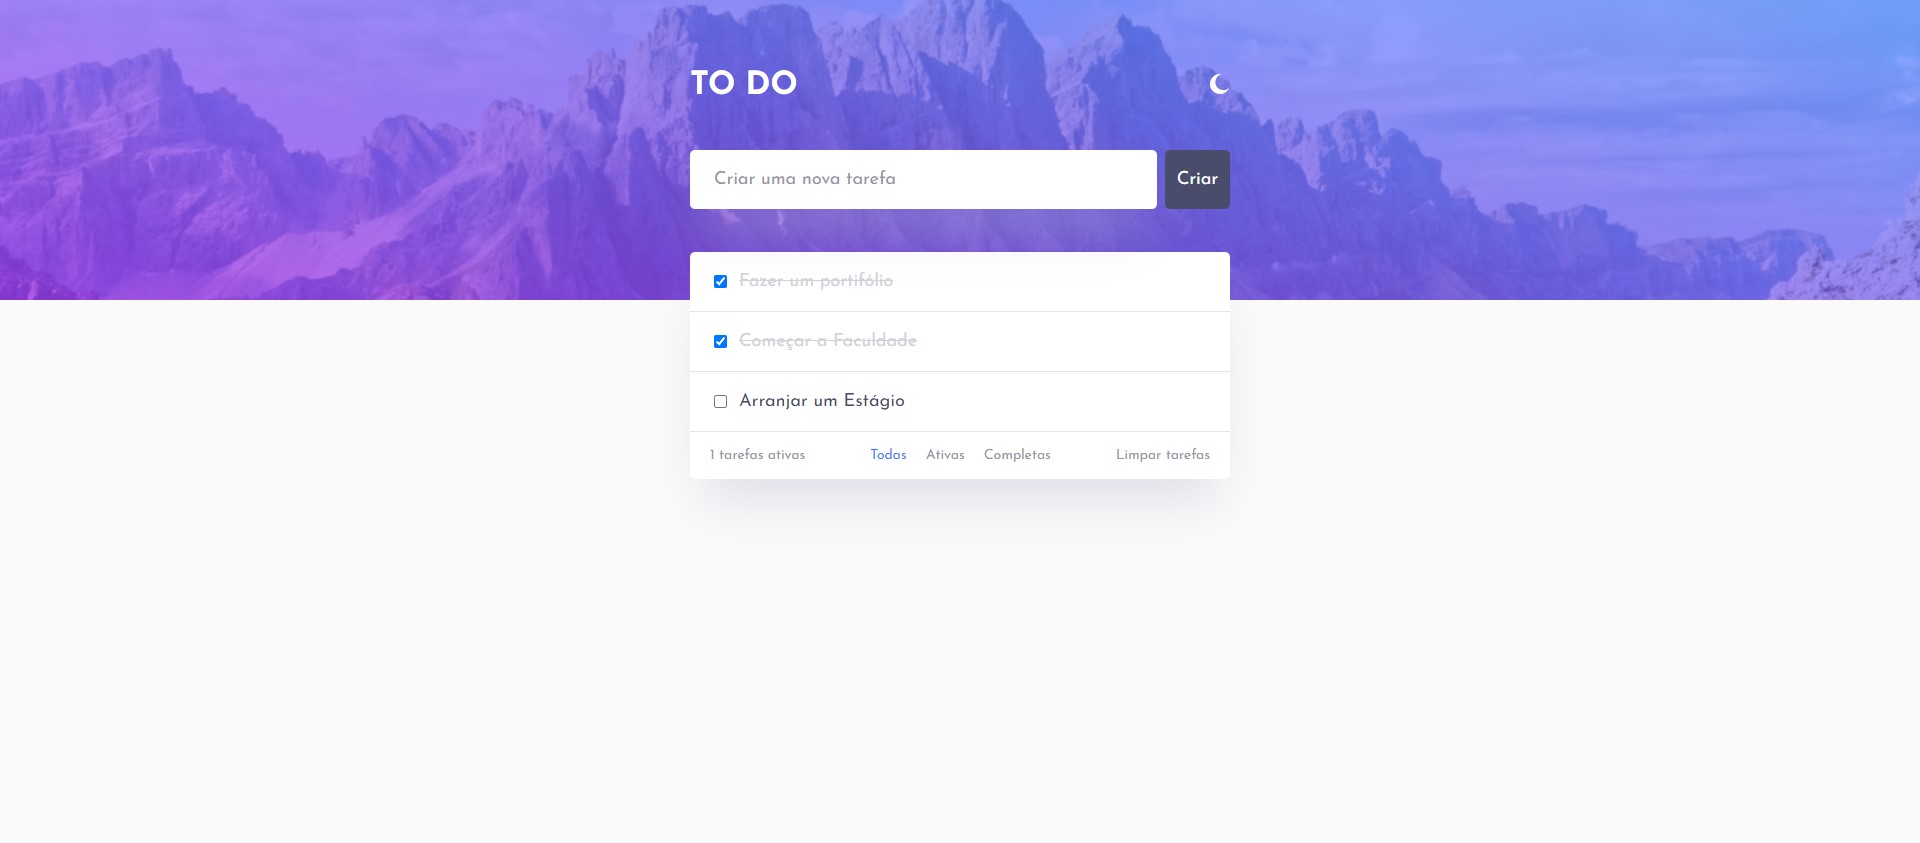 TO DO
Criar uma nova tarefa
Criar
Fazer um portifólio
Começar a Faculdade
Arranjar um Estágio
1 tarefas ativas Todas Ativas Completas Limpar tarefas